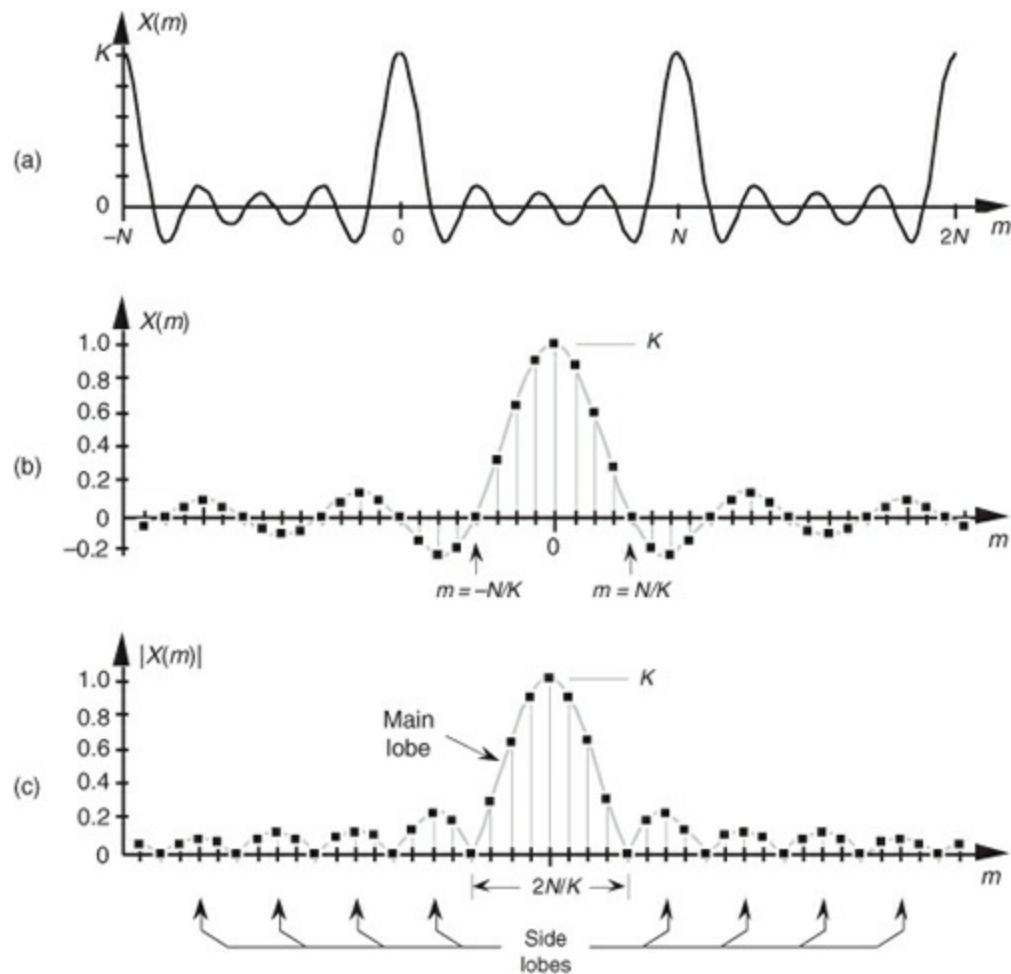 X(m)
K
(a)
0
–N
0
N
2N
m
X(m)
1.0
K
0.8
0.6
0.4
(b)
0.2
0
–0.2
0
m
m = –N/K
m = N/K
|X(m)|
1.0
K
0.8
Main
lobe
0.6
0.4
(c)
0.2
0
2N/K
m
Side
lobes